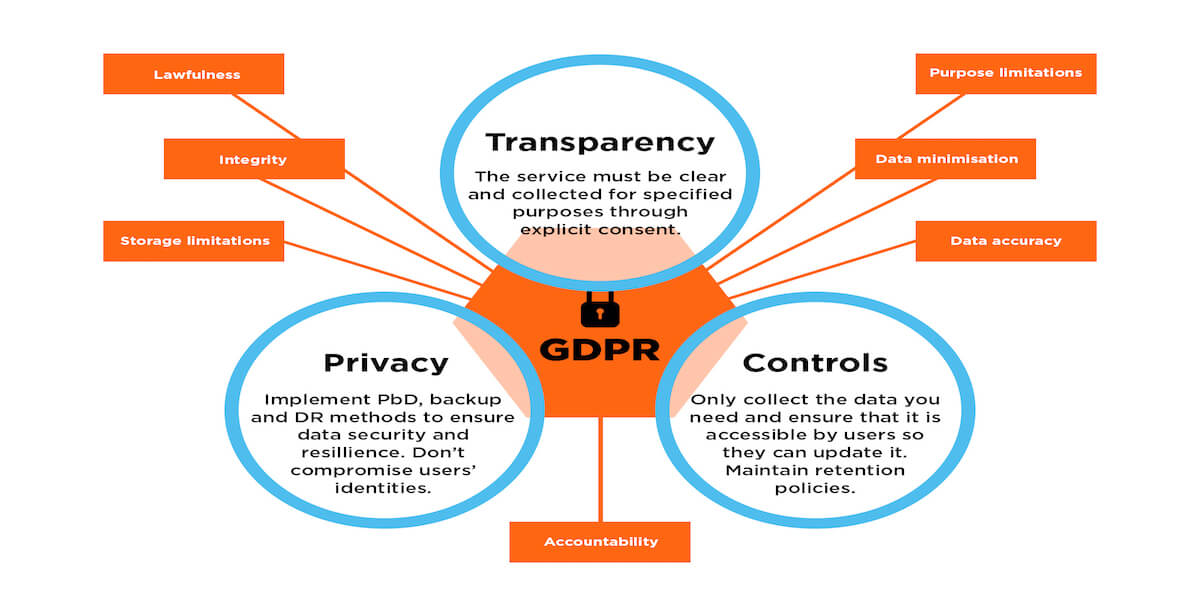 Lawfulness
Purpose limitations
Integrity
Data minimisation
Storage limitations
Data accuracy
Transparency
The service must be clear
and collected for specified
purposes through
explicit consent.
GDPR
Privacy
Implement PbD, backup
and DR methods to ensure
data security and
resillience. Don’t
compromise users’
identities.
Controls
Only collect the data you
need and ensure that it is
accessible by users so
they can update it.
Maintain retention
policies.
Accountability